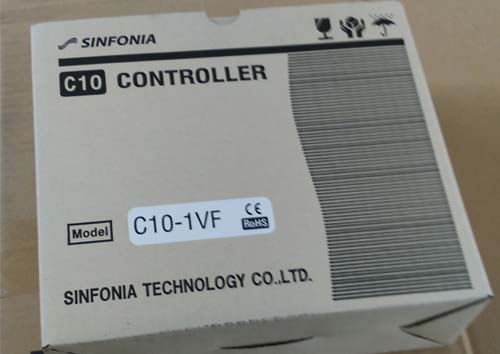 SINFONIA
C10 CONTROLLER
Model C10-1VF CE RoHS
SINFONIA TECHNOLOGY CO.,LTD.